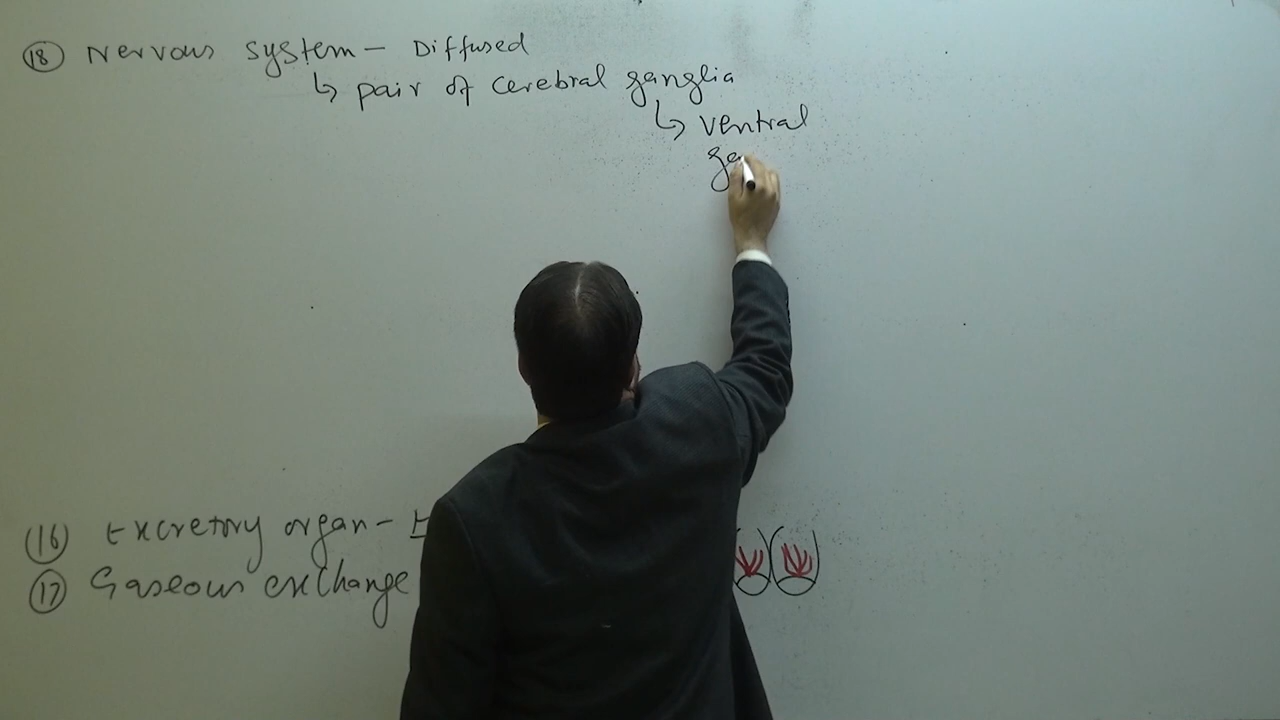 (18) Nervous system - Diffused
↳ pair of cerebral ganglia
↳ ventral
(16) Excretory organ -
(17) Gaseous exchange